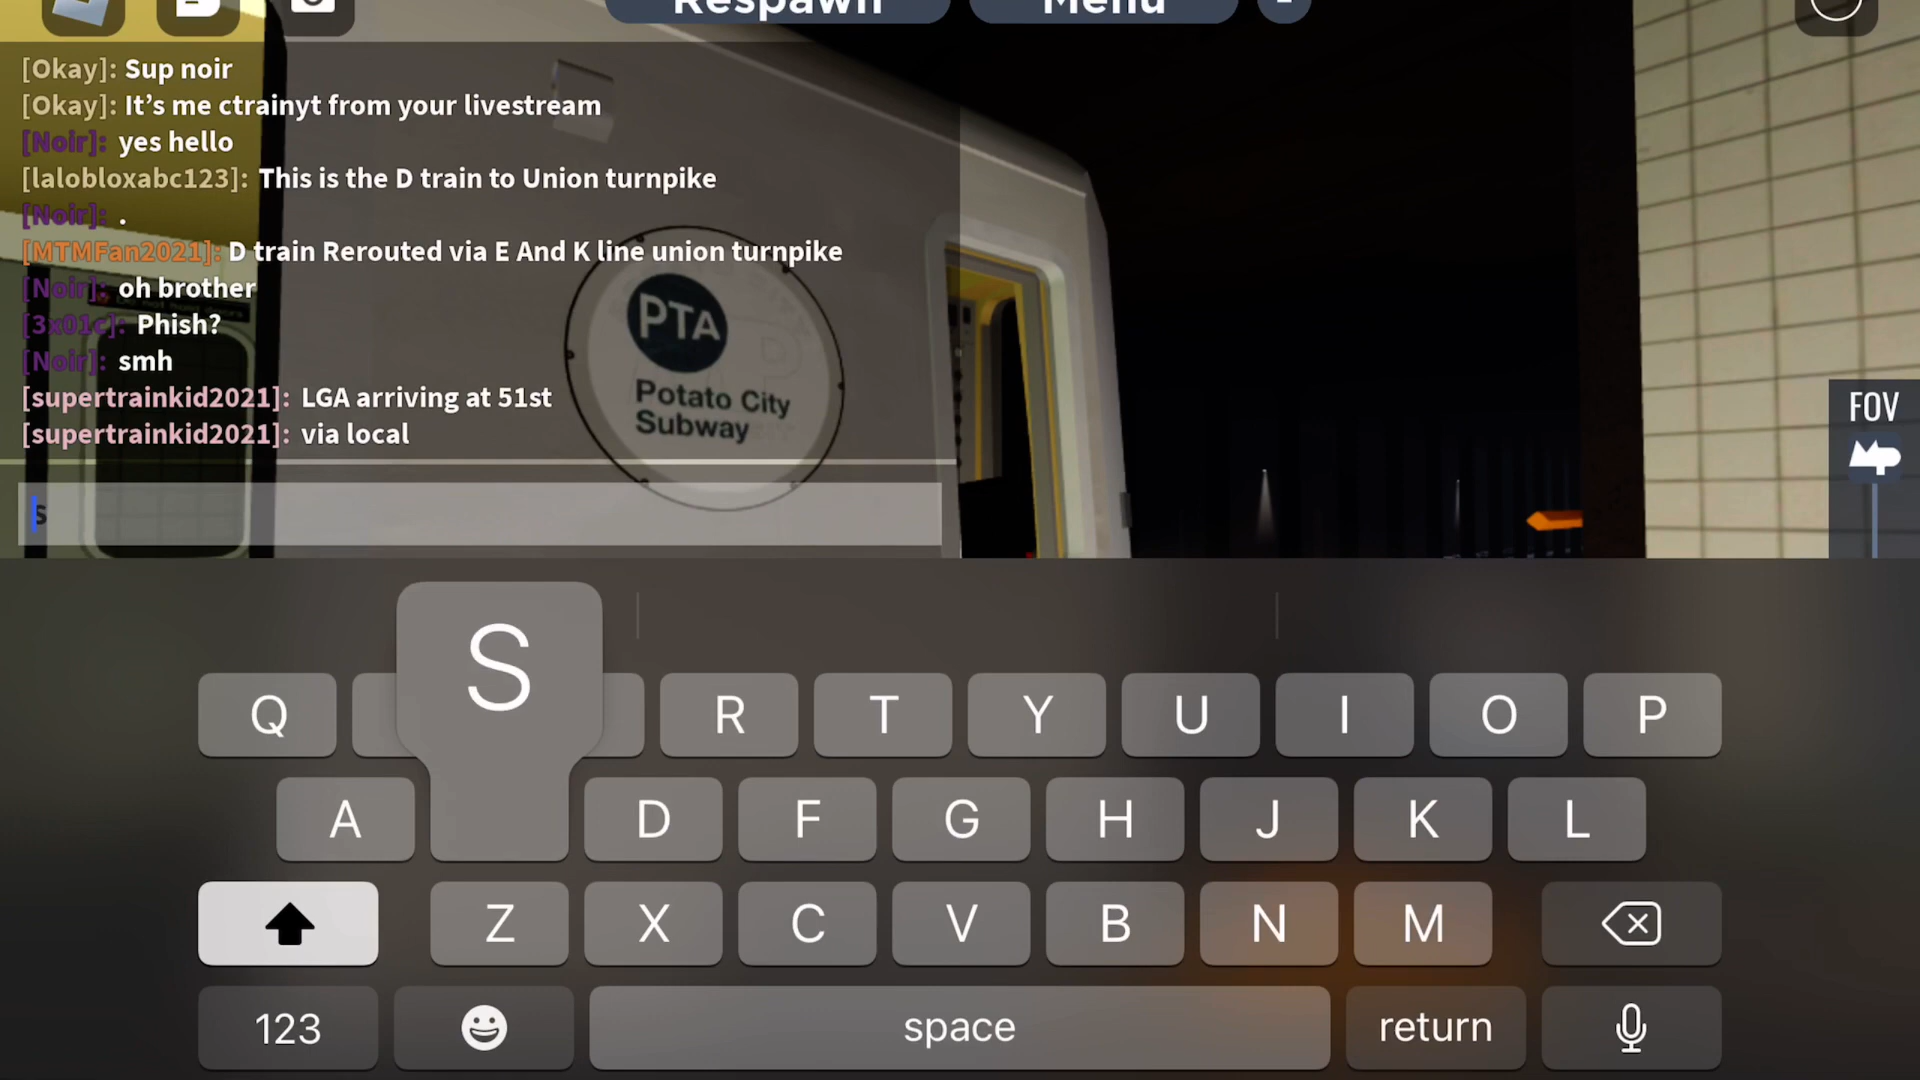 Respawn
Menu
[Okay]: Sup noir
[Okay]: It’s me ctrainyt from your livestream
[Noir]: yes hello
[lalobloxabc123]: This is the D train to Union turnpike
[Noir]: .
[MTMFan2021]: D train Rerouted via E And K line union turnpike
[Noir]: oh brother
[3x01c]: Phish?
[Noir]: smh
[supertrainkid2021]: LGA arriving at 51st
[supertrainkid2021]: via local
PTA
Potato City
Subway
FOV
s
S
Q R T Y U I O P
A D F G H J K L
Z X C V B N M
123 space return